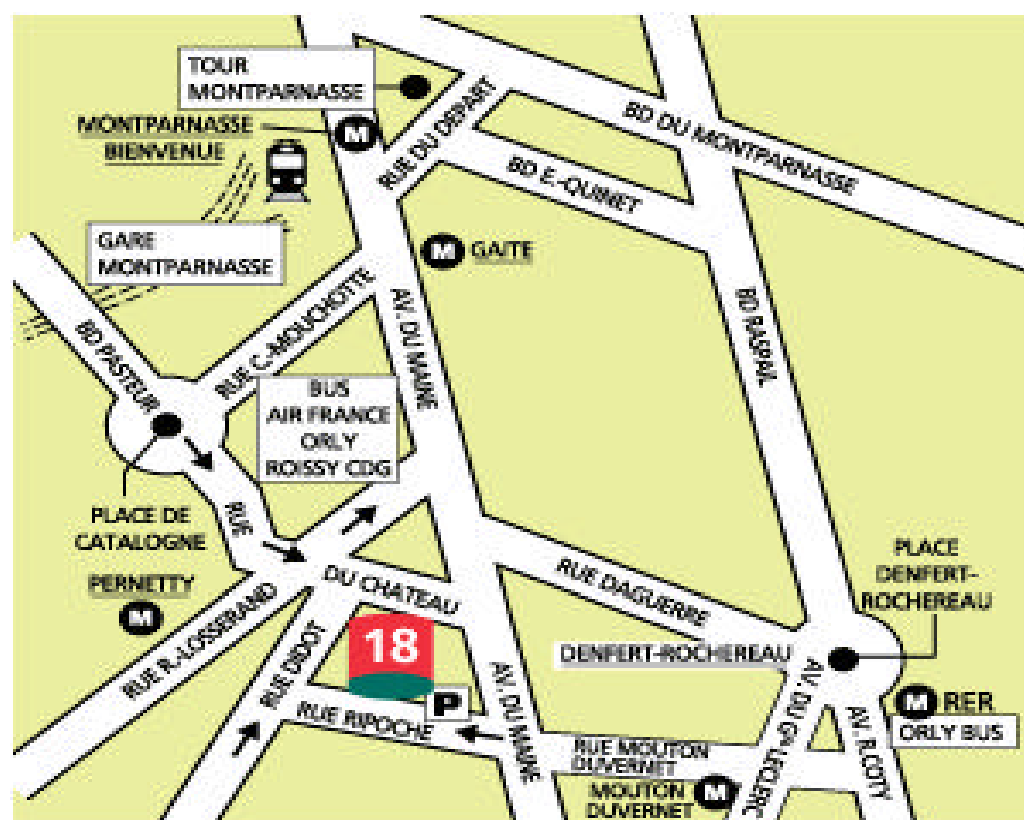 TOUR
MONTPARNASSE
MONTPARNASSE
BIENVENUE
M
RUE DU DEPART
BD DU MONTPARNASSE
BD E.-QUINET
GARE
MONTPARNASSE
M GAITE
RUE C.-MOUCHOTTE
AV. DU MAINE
BD RASPAIL
BD PASTEUR
BUS
AIR FRANCE
ORLY
ROISSY CDG
PLACE DE
CATALOGNE
RUE
DU CHATEAU
PERNETTY
M
RUE R.-LOSSERAND
RUE DIDOT
18
P
RUE RIPOCHE
AV. DU MAINE
RUE DAGUERRE
PLACE
DENFERT-
ROCHEREAU
DENFERT-ROCHEREAU
M RER
ORLY BUS
AV. DU GAL LECLERC
AV. R.COTY
RUE MOUTON
DUVERNET
MOUTON
DUVERNET
M